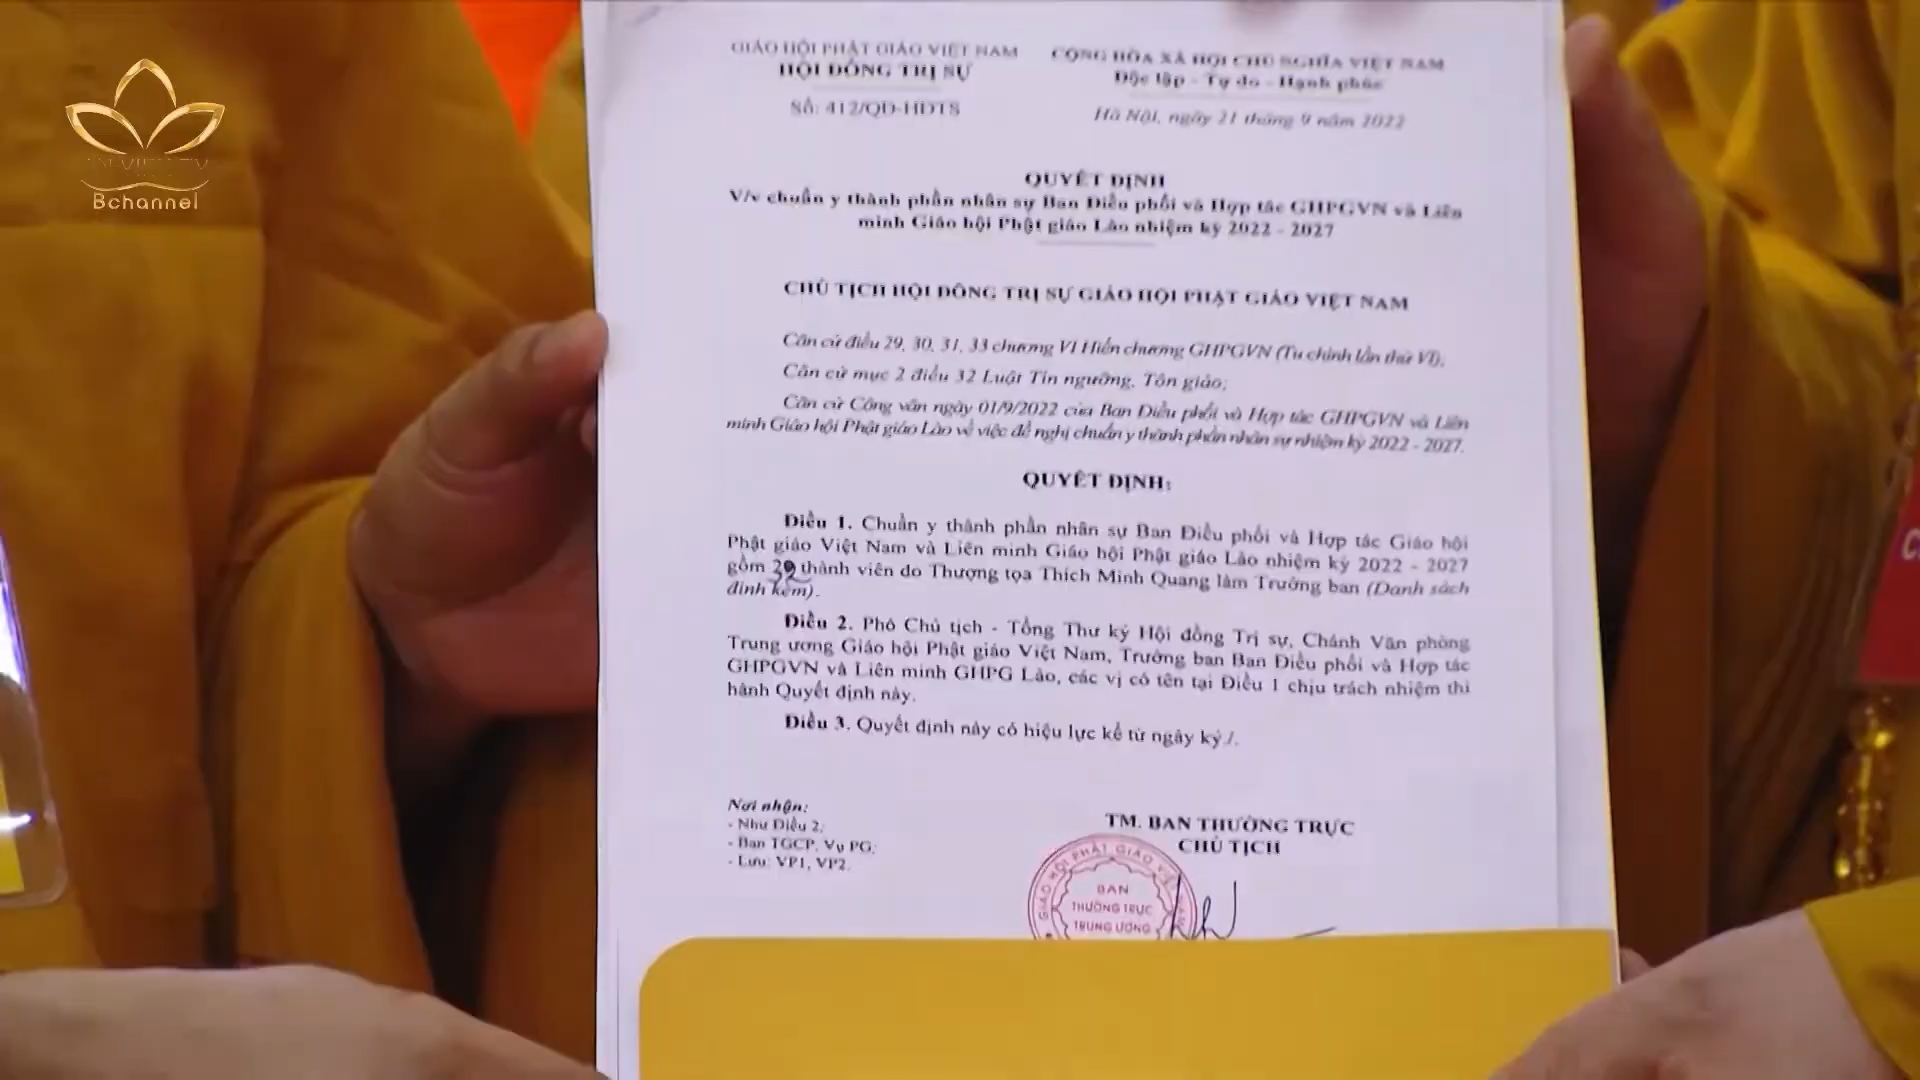 Bchannel
GIÁO HỘI PHẬT GIÁO VIỆT NAM
HỘI ĐỒNG TRỊ SỰ
Số: 412/QĐ-HĐTS
CỘNG HÒA XÃ HỘI CHỦ NGHĨA VIỆT NAM
Độc lập - Tự do - Hạnh phúc
Hà Nội, ngày 21 tháng 9 năm 2022
QUYẾT ĐỊNH
V/v chuẩn y thành phần nhân sự Ban Điều phối và Hợp tác GHPGVN và Liên
minh Giáo hội Phật giáo Lào nhiệm kỳ 2022 - 2027
CHỦ TỊCH HỘI ĐỒNG TRỊ SỰ GIÁO HỘI PHẬT GIÁO VIỆT NAM
Căn cứ điều 29, 30, 31, 33 chương VI Hiến chương GHPGVN (Tu chỉnh lần thứ VI);
Căn cứ mục 2 điều 32 Luật Tín ngưỡng, Tôn giáo;
Căn cứ Công văn ngày 01/9/2022 của Ban Điều phối và Hợp tác GHPGVN và Liên
minh Giáo hội Phật giáo Lào về việc đề nghị chuẩn y thành phần nhân sự nhiệm kỳ 2022 - 2027.
QUYẾT ĐỊNH:
Điều 1. Chuẩn y thành phần nhân sự Ban Điều phối và Hợp tác Giáo hội
Phật giáo Việt Nam và Liên minh Giáo hội Phật giáo Lào nhiệm kỳ 2022 - 2027
gồm thành viên do Thượng tọa Thích Minh Quang làm Trưởng ban (Danh sách
đính kèm).
Điều 2. Phó Chủ tịch - Tổng Thư ký Hội đồng Trị sự, Chánh Văn phòng
Trung ương Giáo hội Phật giáo Việt Nam, Trưởng ban Ban Điều phối và Hợp tác
GHPGVN và Liên minh GHPG Lào, các vị có tên tại Điều 1 chịu trách nhiệm thi
hành Quyết định này.
Điều 3. Quyết định này có hiệu lực kể từ ngày ký./.
Nơi nhận:
- Như Điều 2;
- Ban TGCP, Vụ PG;
- Lưu: VP1, VP2.
TM. BAN THƯỜNG TRỰC
CHỦ TỊCH
GIÁO HỘI PHẬT GIÁO VIỆT NAM
BAN
THƯỜNG TRỰC
TRUNG ƯƠNG